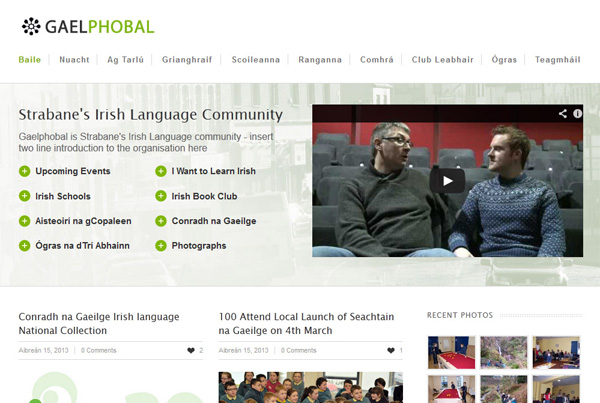 GAELPHOBAL
Baile Nuacht Ag Tarlú Grianghraif Scoileanna Ranganna Comhrá Club Leabhair Ógras Teagmháil
Strabane's Irish Language Community
Gaelphobal is Strabane's Irish Language community - insert
two line introduction to the organisation here
Upcoming Events
I Want to Learn Irish
Irish Schools
Irish Book Club
Aisteoirí na gCopaleen
Conradh na Gaeilge
Ógras na dTrí Abhainn
Photographs
Conradh na Gaeilge Irish language
National Collection
Aibreán 15, 2013 0 Comments 2
100 Attend Local Launch of Seachtain
na Gaeilge on 4th March
Aibreán 15, 2013 0 Comments 1
RECENT PHOTOS